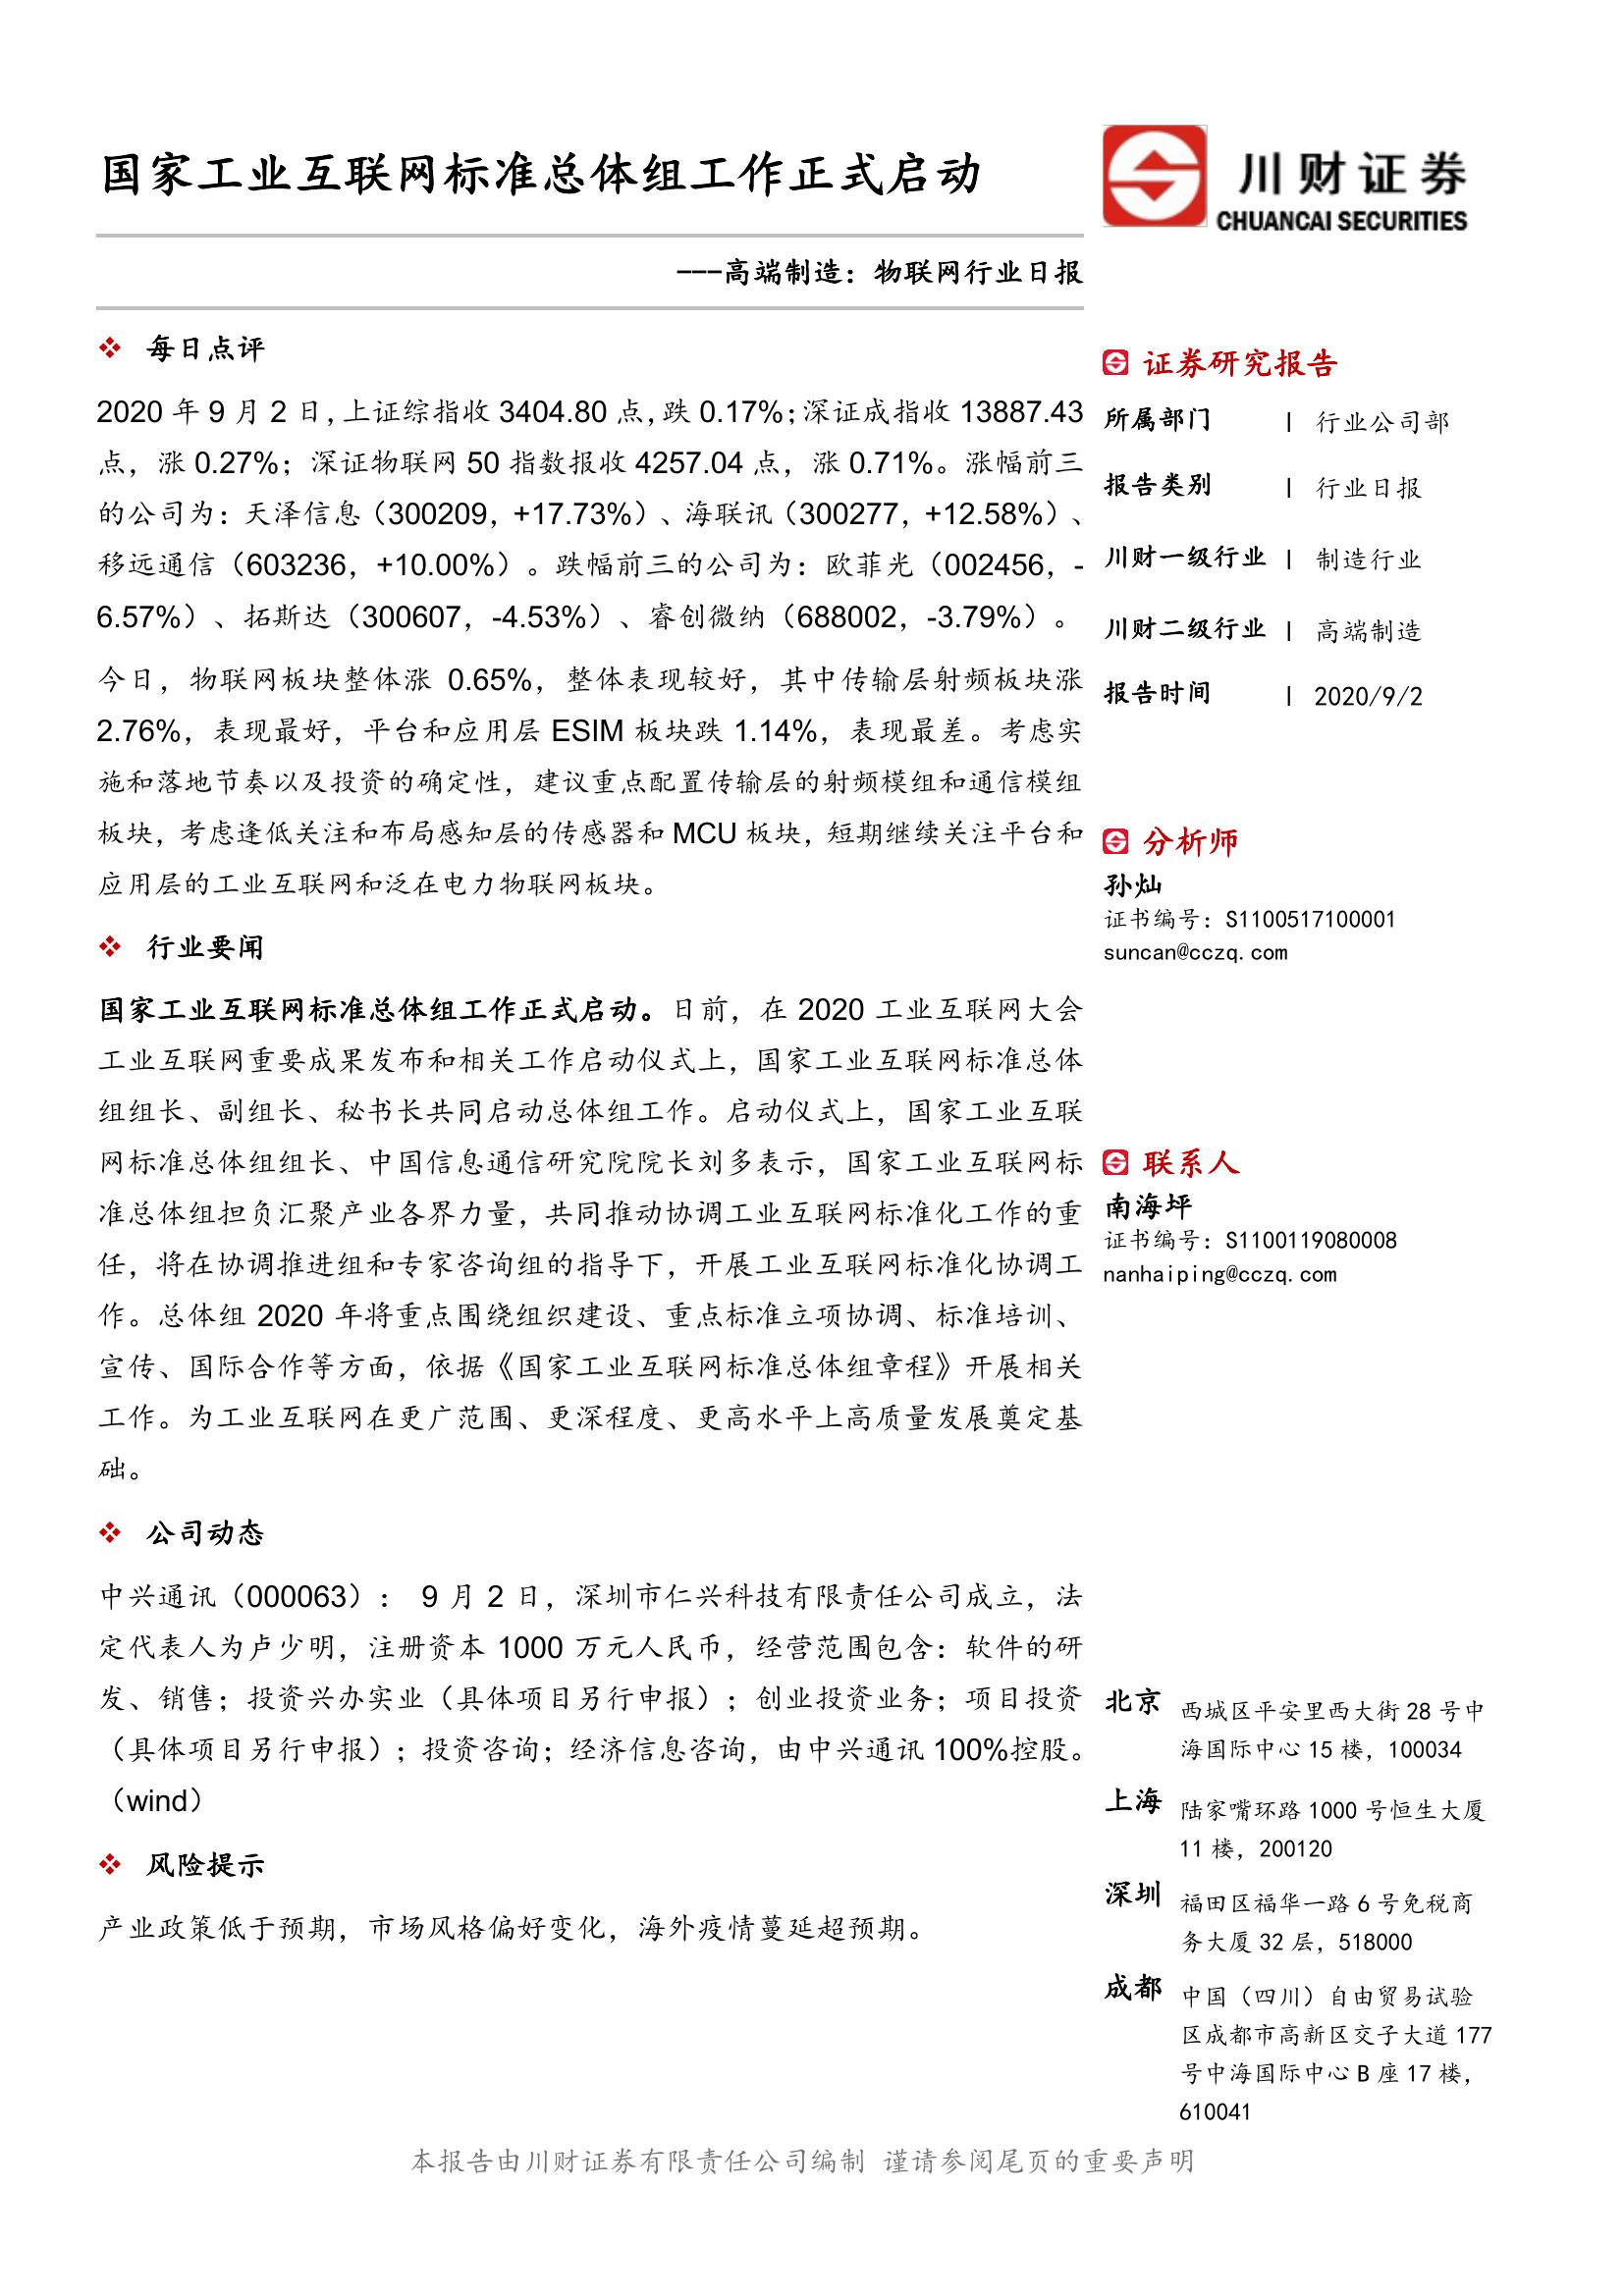 国家工业互联网标准总体组工作正式启动
---高端制造：物联网行业日报
❖ 每日点评
2020 年 9 月 2 日，上证综指收 3404.80 点，跌 0.17%；深证成指收 13887.43
点，涨 0.27%；深证物联网 50 指数报收 4257.04 点，涨 0.71%。涨幅前三
的公司为：天泽信息（300209，+17.73%）、海联讯（300277，+12.58%）、
移远通信（603236，+10.00%）。跌幅前三的公司为：欧菲光（002456，-
6.57%）、拓斯达（300607，-4.53%）、睿创微纳（688002，-3.79%）。
今日，物联网板块整体涨 0.65%，整体表现较好，其中传输层射频板块涨
2.76%，表现最好，平台和应用层 ESIM 板块跌 1.14%，表现最差。考虑实
施和落地节奏以及投资的确定性，建议重点配置传输层的射频模组和通信模组
板块，考虑逢低关注和布局感知层的传感器和 MCU 板块，短期继续关注平台和
应用层的工业互联网和泛在电力物联网板块。
❖ 行业要闻
国家工业互联网标准总体组工作正式启动。日前，在 2020 工业互联网大会
工业互联网重要成果发布和相关工作启动仪式上，国家工业互联网标准总体
组组长、副组长、秘书长共同启动总体组工作。启动仪式上，国家工业互联
网标准总体组组长、中国信息通信研究院院长刘多表示，国家工业互联网标
准总体组担负汇聚产业各界力量，共同推动协调工业互联网标准化工作的重
任，将在协调推进组和专家咨询组的指导下，开展工业互联网标准化协调工
作。总体组 2020 年将重点围绕组织建设、重点标准立项协调、标准培训、
宣传、国际合作等方面，依据《国家工业互联网标准总体组章程》开展相关
工作。为工业互联网在更广范围、更深程度、更高水平上高质量发展奠定基
础。
❖ 公司动态
中兴通讯（000063）： 9 月 2 日，深圳市仁兴科技有限责任公司成立，法
定代表人为卢少明，注册资本 1000 万元人民币，经营范围包含：软件的研
发、销售；投资兴办实业（具体项目另行申报）；创业投资业务；项目投资
（具体项目另行申报）；投资咨询；经济信息咨询，由中兴通讯 100%控股。
（wind）
❖ 风险提示
产业政策低于预期，市场风格偏好变化，海外疫情蔓延超预期。
川财证券
CHUANCAI SECURITIES
证券研究报告
所属部门 | 行业公司部
报告类别 | 行业日报
川财一级行业 | 制造行业
川财二级行业 | 高端制造
报告时间 | 2020/9/2
分析师
孙灿
证书编号：S1100517100001
suncan@cczq.com
联系人
南海坪
证书编号：S1100119080008
nanhaiping@cczq.com
北京 西城区平安里西大街 28 号中
海国际中心 15 楼，100034
上海 陆家嘴环路 1000 号恒生大厦
11 楼，200120
深圳 福田区福华一路 6 号免税商
务大厦 32 层，518000
成都 中国（四川）自由贸易试验
区成都市高新区交子大道 177
号中海国际中心 B 座 17 楼，
610041
本报告由川财证券有限责任公司编制 谨请参阅尾页的重要声明